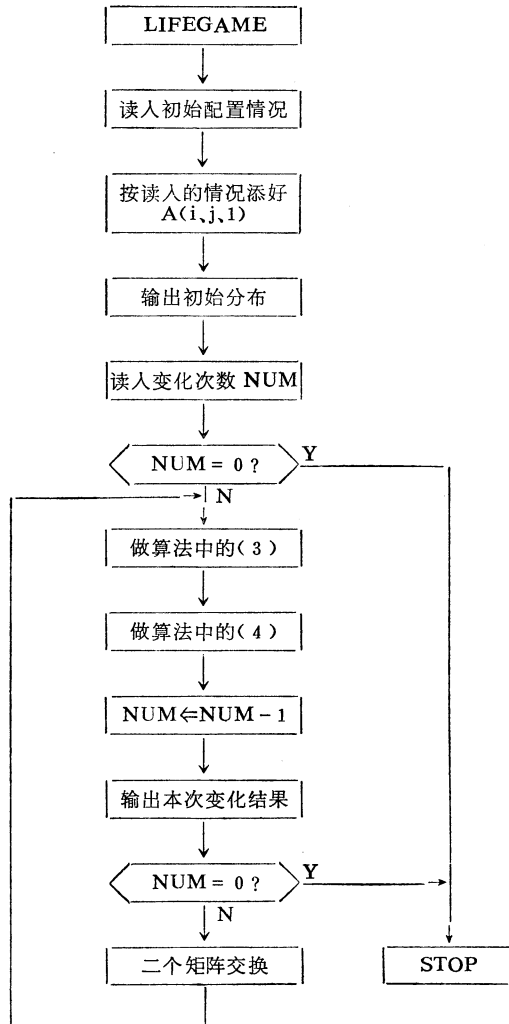 LIFEGAME
读入初始配置情况
按读入的情况添好
A(i、j、1)
输出初始分布
读入变化次数 NUM
NUM = 0 ?
Y
N
做算法中的( 3 )
做算法中的( 4 )
NUM⇐NUM－1
输出本次变化结果
NUM = 0 ?
Y
N
二个矩阵交换
STOP